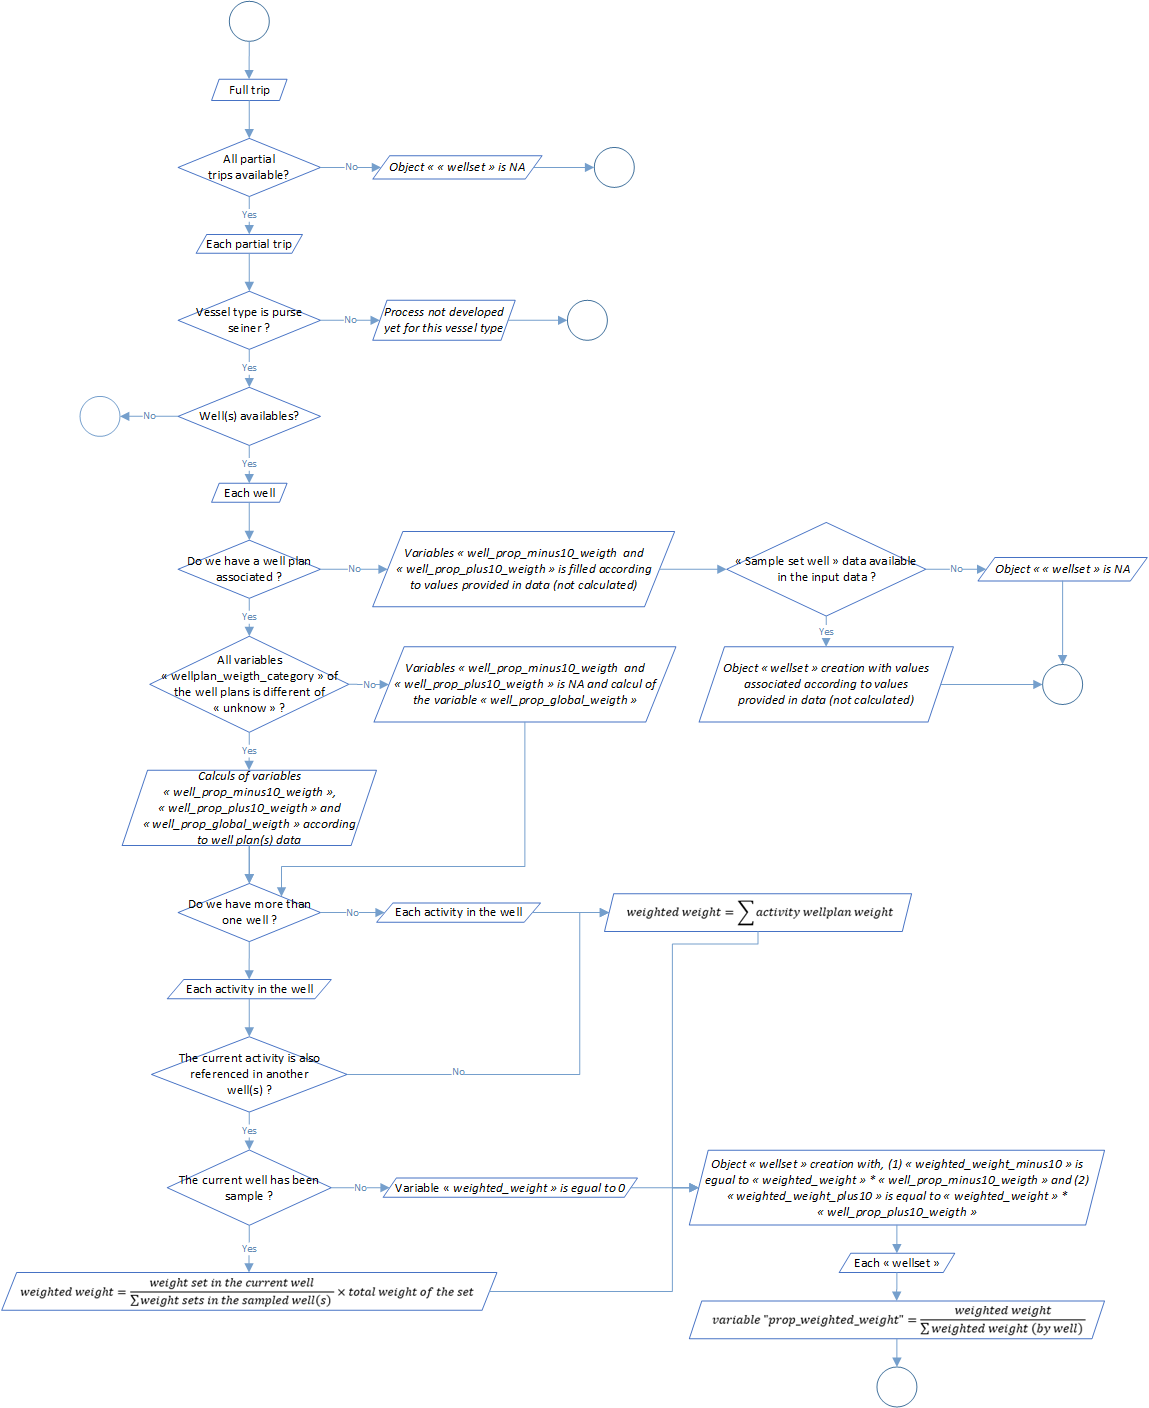 Full trip
All partial
trips available?
No
Object « « wellset » is NA
Yes
Each partial trip
Vessel type is purse
seiner ?
No
Process not developed
yet for this vessel type
Yes
Well(s) availables?
No
Yes
Each well
Do we have a well plan
associated ?
No
Variables « well_prop_minus10_weigth and
« well_prop_plus10_weigth » is filled according
to values provided in data (not calculated)
« Sample set well » data available
in the input data ?
No
Object « « wellset » is NA
Yes
Object « wellset » creation with values
associated according to values
provided in data (not calculated)
Yes
All variables
« wellplan_weigth_category » of
the well plans is different of
« unknow » ?
No
Variables « well_prop_minus10_weigth and
« well_prop_plus10_weigth » is NA and calcul of
the variable « well_prop_global_weigth »
Yes
Calculs of variables
« well_prop_minus10_weigth »,
« well_prop_plus10_weigth » and
« well_prop_global_weigth » according
to well plan(s) data
Do we have more than
one well ?
No
Each activity in the well
weighted weight = ∑ activity wellplan weight
Each activity in the well
The current activity is also
referenced in another
well(s) ?
No
Yes
The current well has been
sample ?
No
Variable « weighted_weight » is equal to 0
Object « wellset » creation with, (1) « weighted_weight_minus10 » is
equal to « weighted_weight » * « well_prop_minus10_weigth » and (2)
« weighted_weight_plus10 » is equal to « weighted_weight » *
« well_prop_plus10_weigth »
Yes
weighted weight = weight set in the current well / ∑ weight sets in the sampled well(s) × total weight of the set
Each « wellset »
variable "prop_weighted_weight" = weighted weight / ∑ weighted weight (by well)